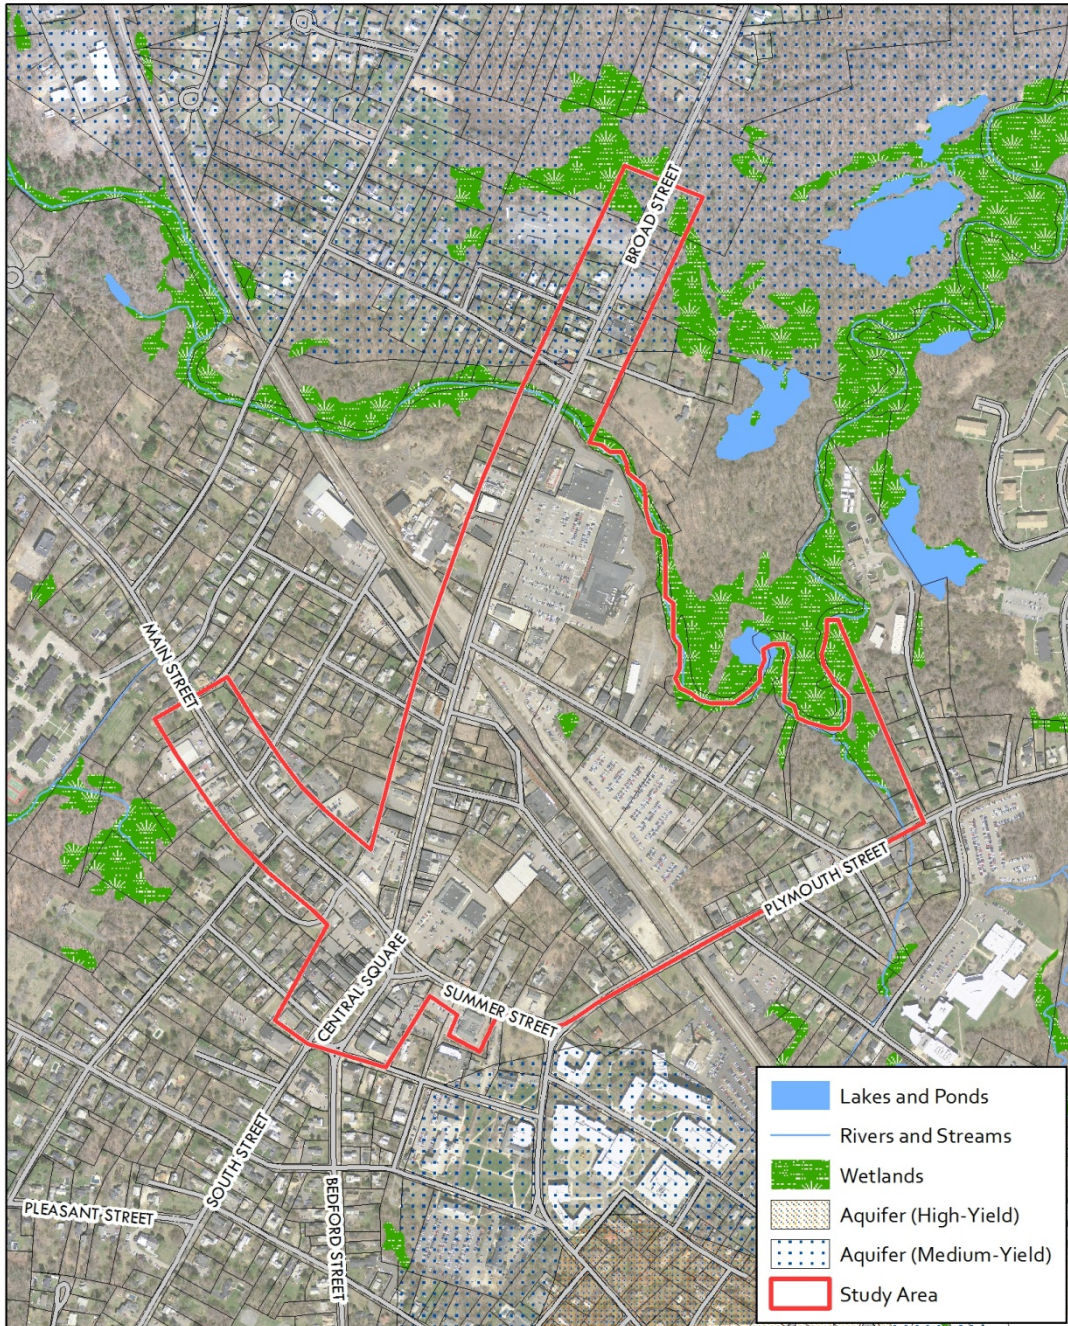 BROAD STREET
MAIN STREET
PLYMOUTH STREET
CENTRAL SQUARE
SUMMER STREET
SOUTH STREET
BEDFORD STREET
PLEASANT STREET
Lakes and Ponds
Rivers and Streams
Wetlands
Aquifer (High-Yield)
Aquifer (Medium-Yield)
Study Area